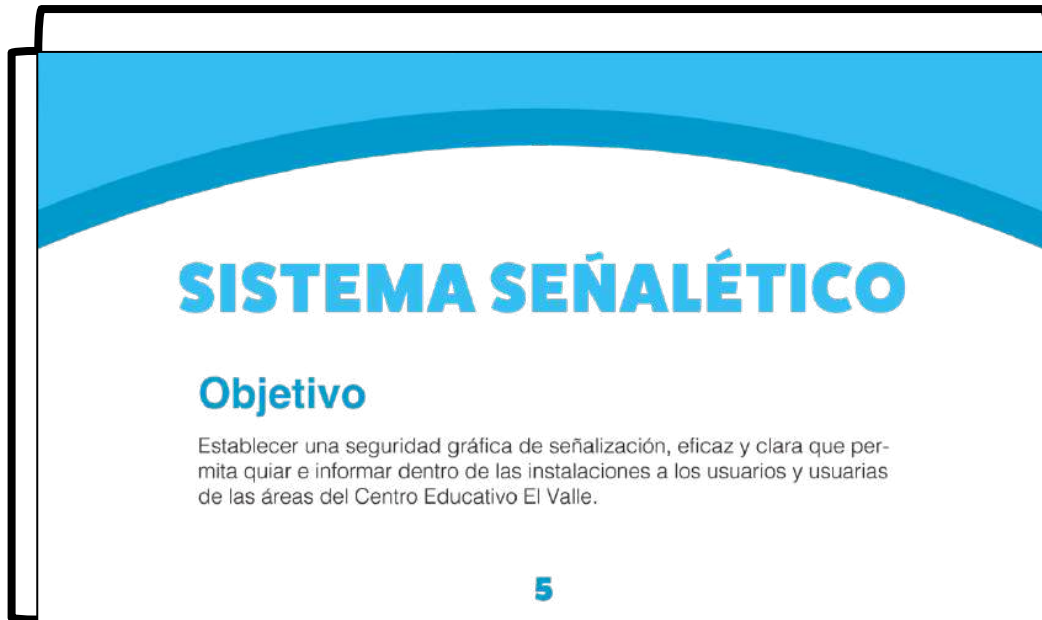 SISTEMA SEÑALÉTICO
Objetivo
Establecer una seguridad gráfica de señalización, eficaz y clara que per-
mita quiar e informar dentro de las instalaciones a los usuarios y usuarias
de las áreas del Centro Educativo El Valle.
5